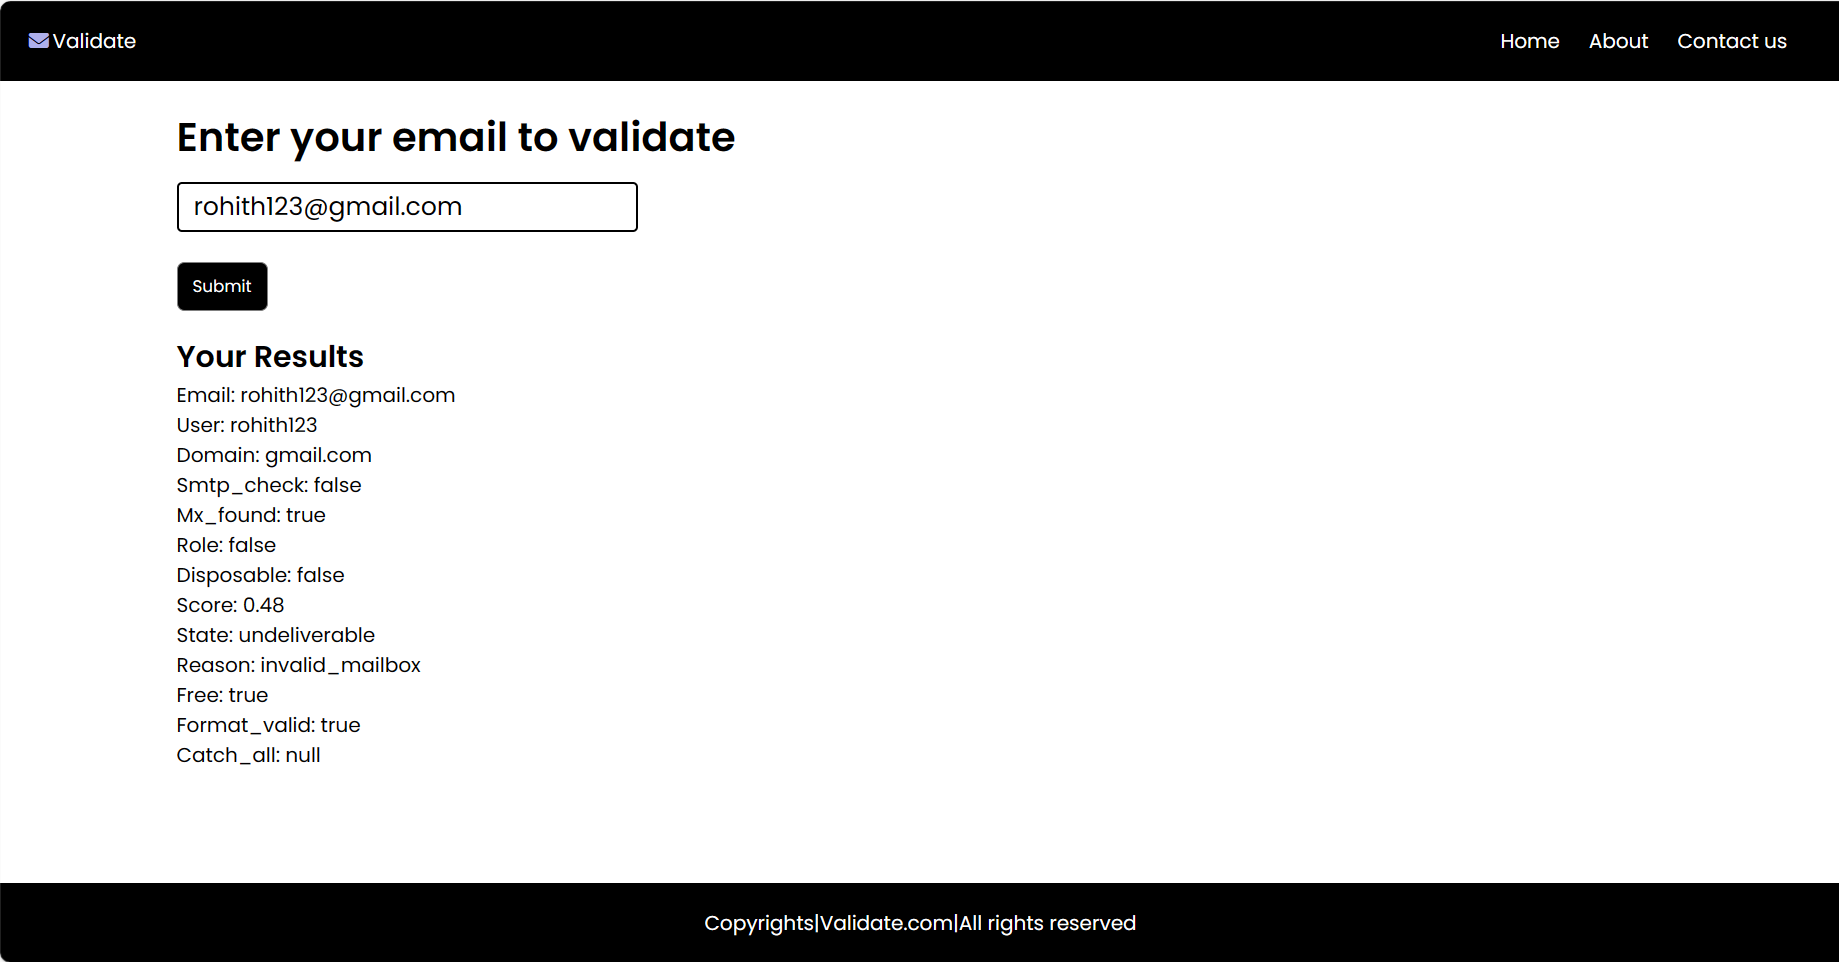 Validate Home About Contact us
Enter your email to validate
rohith123@gmail.com
Submit
Your Results
Email: rohith123@gmail.com
User: rohith123
Domain: gmail.com
Smtp_check: false
Mx_found: true
Role: false
Disposable: false
Score: 0.48
State: undeliverable
Reason: invalid_mailbox
Free: true
Format_valid: true
Catch_all: null
Copyrights|Validate.com|All rights reserved